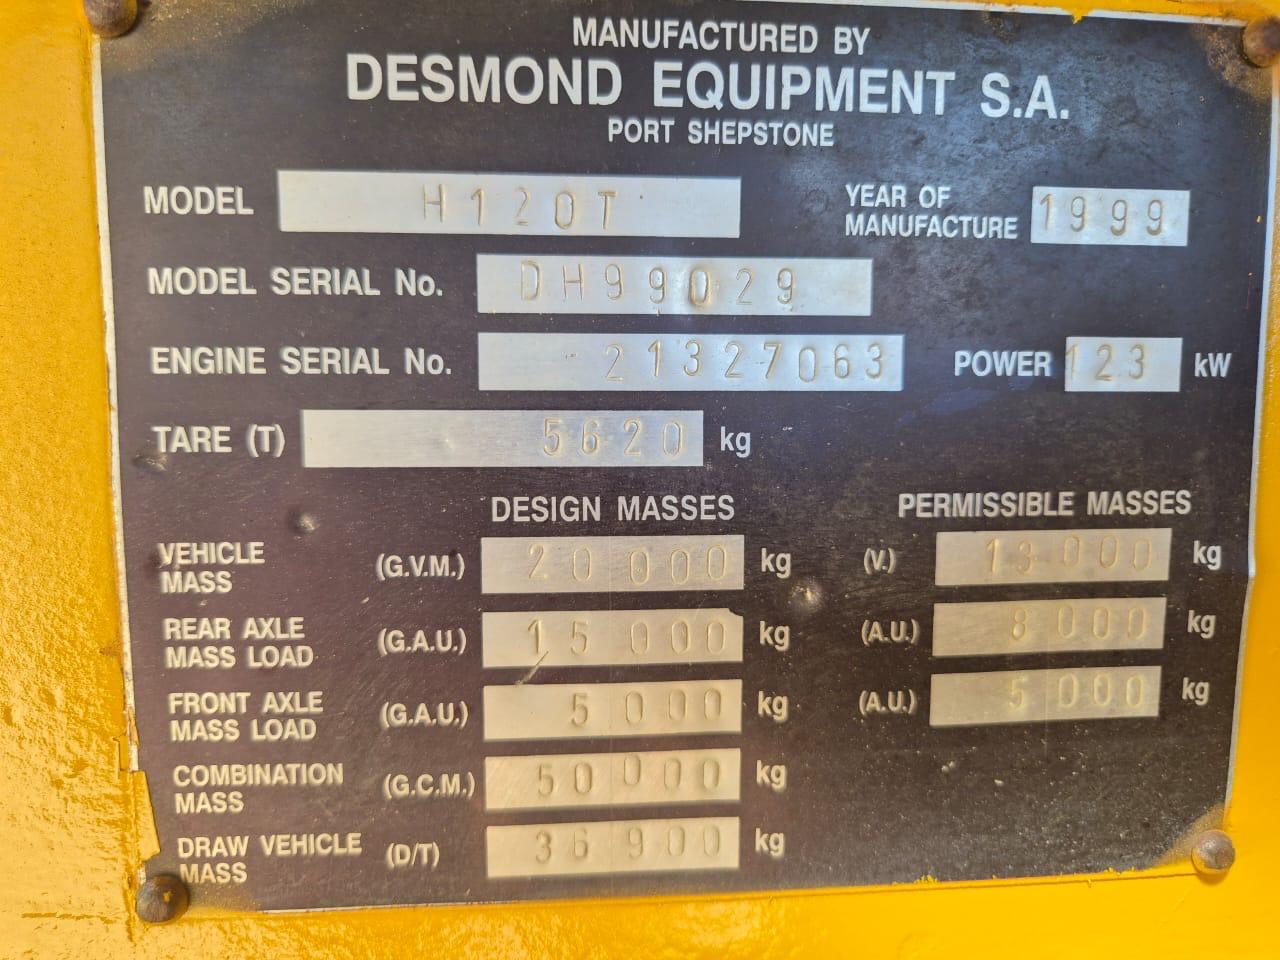 MANUFACTURED BY
DESMOND EQUIPMENT S.A.
PORT SHEPSTONE
MODEL H120T YEAR OF MANUFACTURE 1999
MODEL SERIAL No. DH99029
ENGINE SERIAL No. 21327063 POWER 123 kW
TARE (T) 5620 kg
DESIGN MASSES PERMISSIBLE MASSES
VEHICLE MASS (G.V.M.) 20 000 kg (V.) 13 000 kg
REAR AXLE MASS LOAD (G.A.U.) 15 000 kg (A.U.) 8 000 kg
FRONT AXLE MASS LOAD (G.A.U.) 5 000 kg (A.U.) 5 000 kg
COMBINATION MASS (G.C.M.) 50 000 kg
DRAW VEHICLE MASS (D/T) 36 900 kg